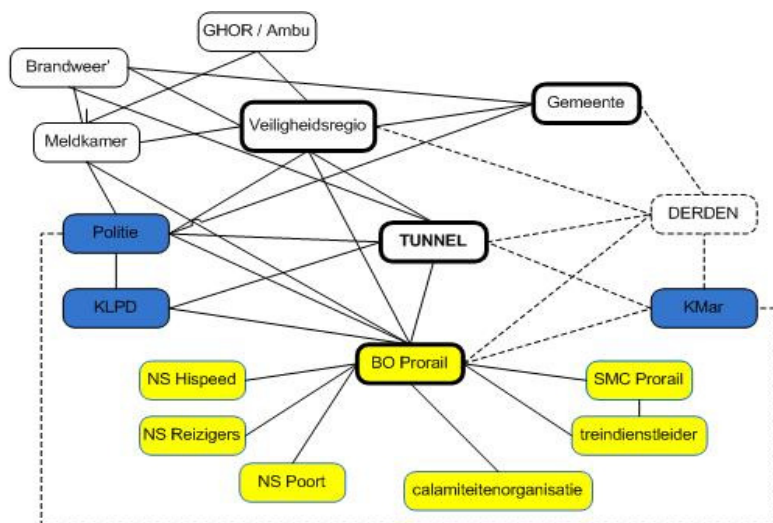 GHOR / Ambu
Brandweer'
Gemeente
Veiligheidsregio
Meldkamer
DERDEN
Politie
TUNNEL
KLPD
KMar
BO Prorail
NS Hispeed
SMC Prorail
NS Reizigers
treindienstleider
NS Poort
calamiteitenorganisatie